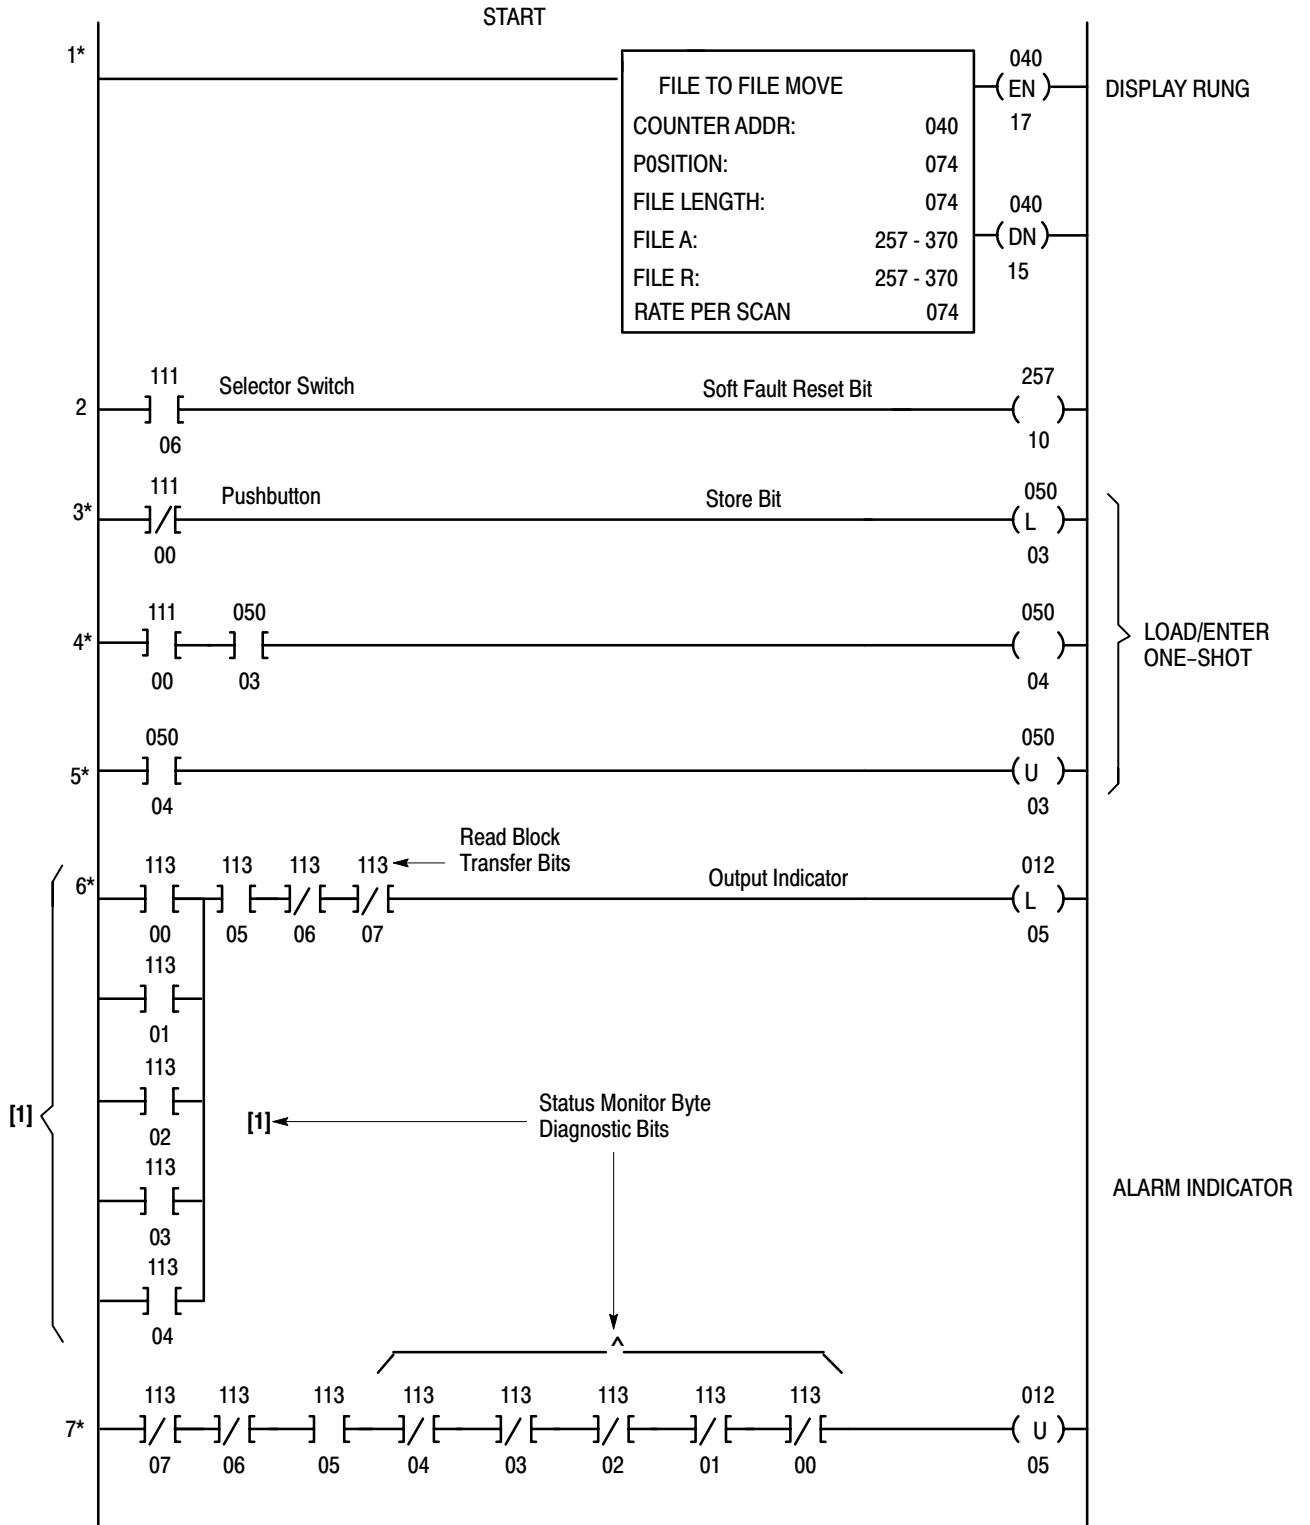 START
1*
FILE TO FILE MOVE
COUNTER ADDR: 040
P0SITION: 074
FILE LENGTH: 074
FILE A: 257 - 370
FILE R: 257 - 370
RATE PER SCAN 074
040
EN
17
DISPLAY RUNG
040
DN
15
111
Selector Switch
Soft Fault Reset Bit
257
2
06
10
111
Pushbutton
Store Bit
050
3*
L
00
03
111
050
050
4*
00
03
04
LOAD/ENTER
ONE-SHOT
050
050
5*
U
04
03
Read Block
Transfer Bits
113
113
113
113
012
6*
Output Indicator
L
00
05
06
07
05
113
01
113
02
113
03
113
04
[1]
[1]
Status Monitor Byte
Diagnostic Bits
ALARM INDICATOR
113
113
113
113
113
113
113
113
012
7*
U
07
06
05
04
03
02
01
00
05